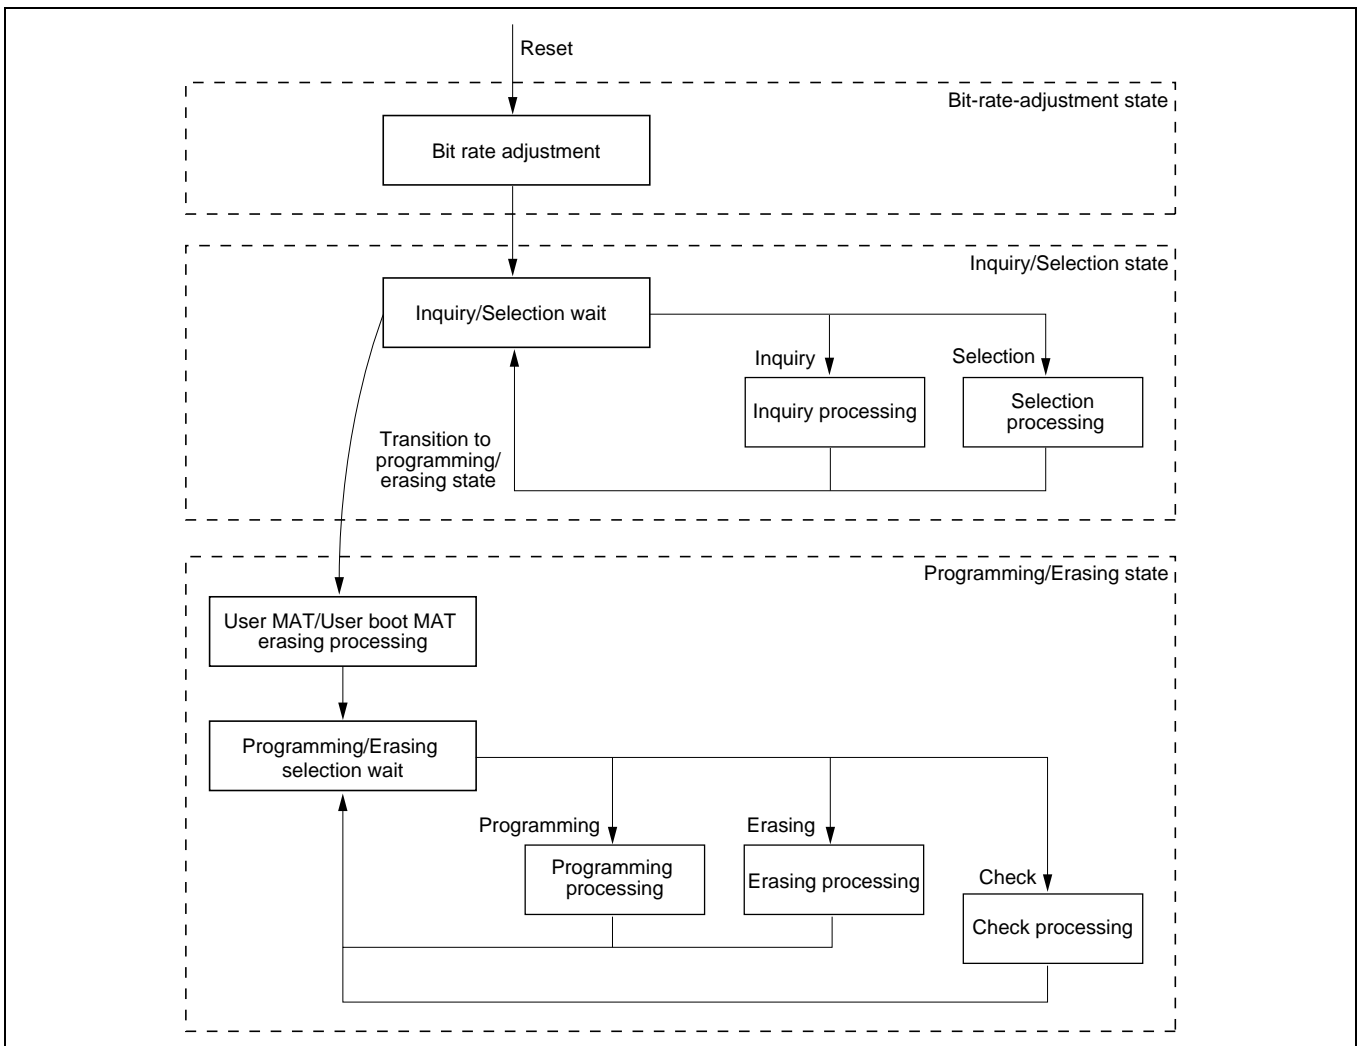 Reset
Bit-rate-adjustment state
Bit rate adjustment
Inquiry/Selection state
Inquiry/Selection wait
Inquiry
Selection
Inquiry processing
Selection
processing
Transition to
programming/
erasing state
Programming/Erasing state
User MAT/User boot MAT
erasing processing
Programming/Erasing
selection wait
Programming
Erasing
Programming
processing
Erasing processing
Check
Check processing